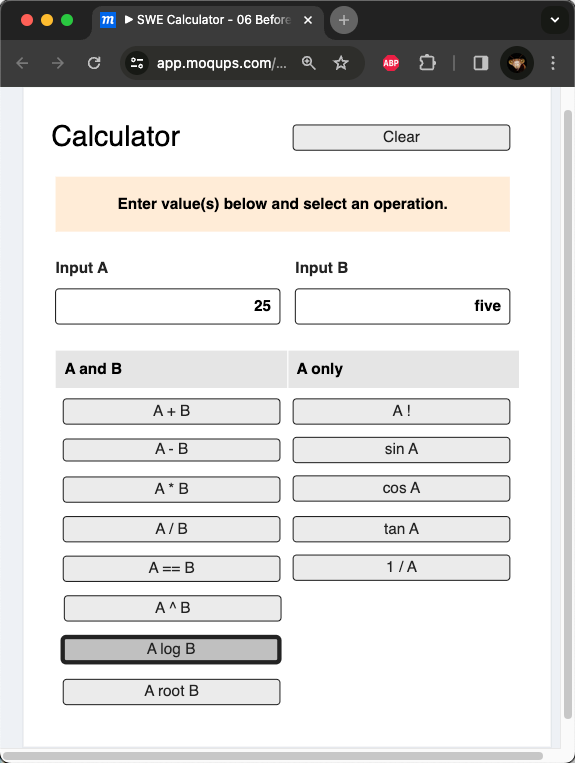 m ▶ SWE Calculator - 06 Before
app.moqups.com/...
ABP
Calculator
Clear
Enter value(s) below and select an operation.
Input A
Input B
25
five
A and B
A only
A + B
A !
A - B
sin A
A * B
cos A
A / B
tan A
A == B
1 / A
A ^ B
A log B
A root B